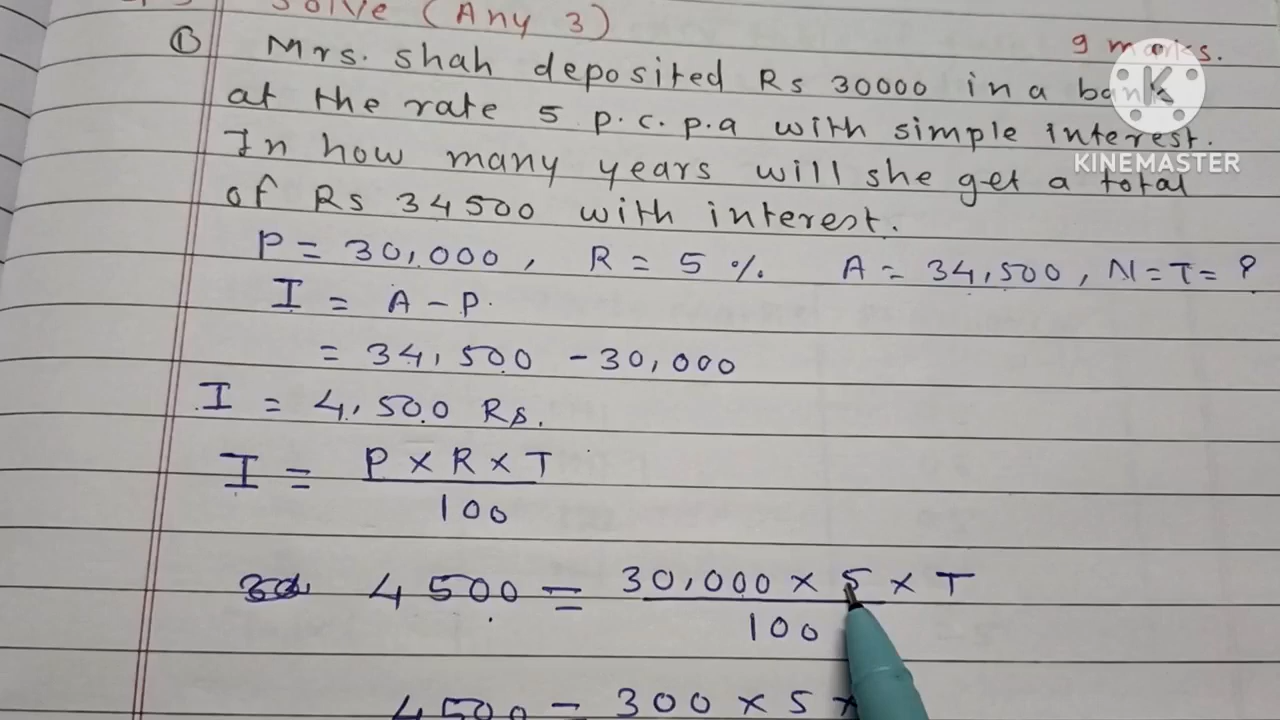 Solve (Any 3)
9 marks.
① Mrs. shah deposited Rs 30000 in a bank
at the rate 5 p.c.p.a with simple interest.
In how many years will she get a total
of Rs 34500 with interest.
P = 30,000, R = 5 %. A = 34,500, N = T = ?
I = A - P.
= 34,500 - 30,000
I = 4,500 Rs.
I = P × R × T
100
4500 = 30,000 × 5 × T
100
4500 = 300 × 5 ×
K
KINEMASTER